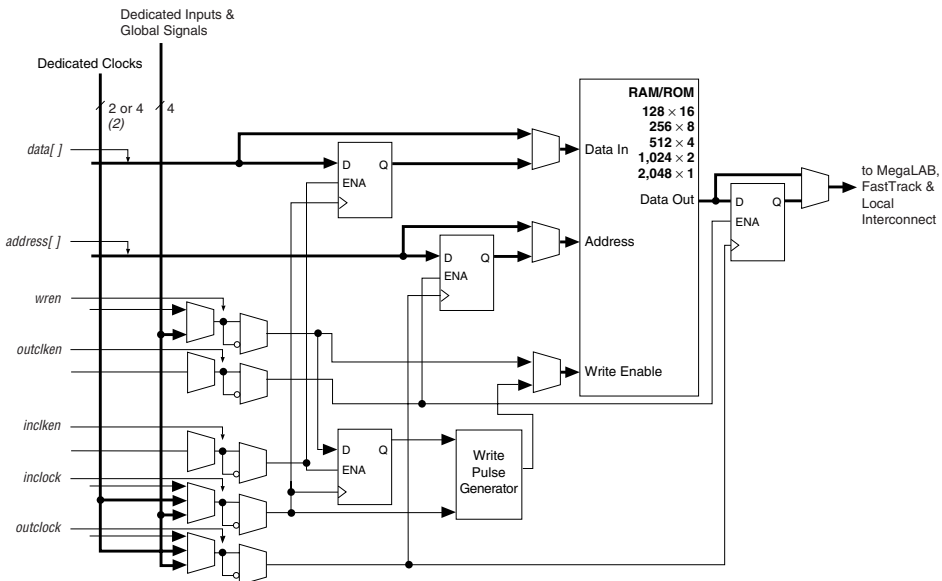 Dedicated Inputs &
Global Signals
Dedicated Clocks
2 or 4
(2)
4
RAM/ROM
128 × 16
256 × 8
512 × 4
1,024 × 2
2,048 × 1
data[ ]
D Q
ENA
Data In
Data Out
D Q
ENA
to MegaLAB,
FastTrack &
Local
Interconnect
address[ ]
D Q
ENA
Address
wren
outclken
Write Enable
inclken
D Q
ENA
Write
Pulse
Generator
inclock
outclock